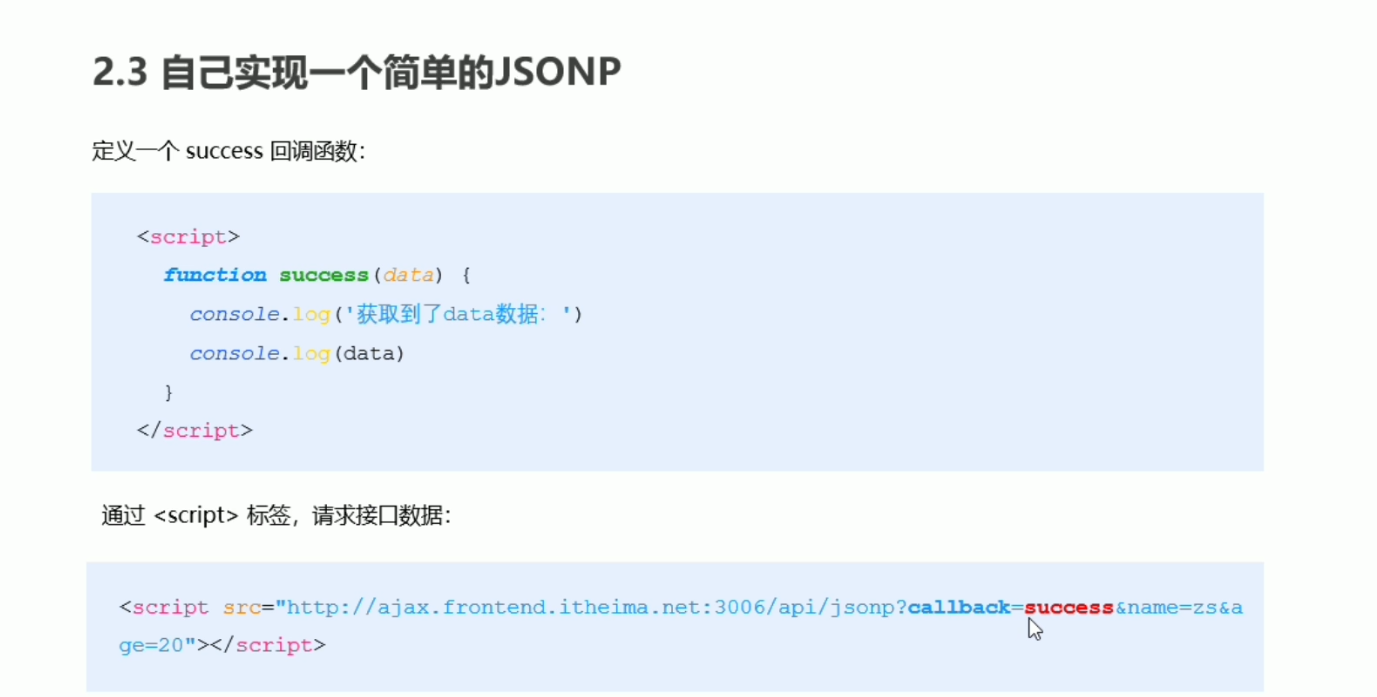 2.3 自己实现一个简单的JSONP
定义一个 success 回调函数：
<script>
function success(data) {
console.log('获取到了data数据：')
console.log(data)
}
</script>
通过 <script> 标签，请求接口数据：
<script src="http://ajax.frontend.itheima.net:3006/api/jsonp?callback=success&name=zs&a
ge=20"></script>